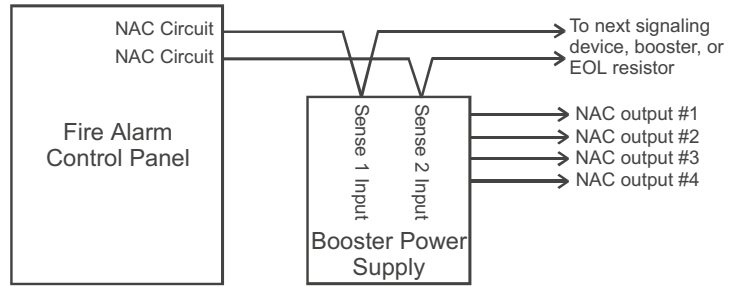 NAC Circuit
NAC Circuit
Fire Alarm
Control Panel
To next signaling
device, booster, or
EOL resistor
Sense 1 Input
Sense 2 Input
NAC output #1
NAC output #2
NAC output #3
NAC output #4
Booster Power
Supply